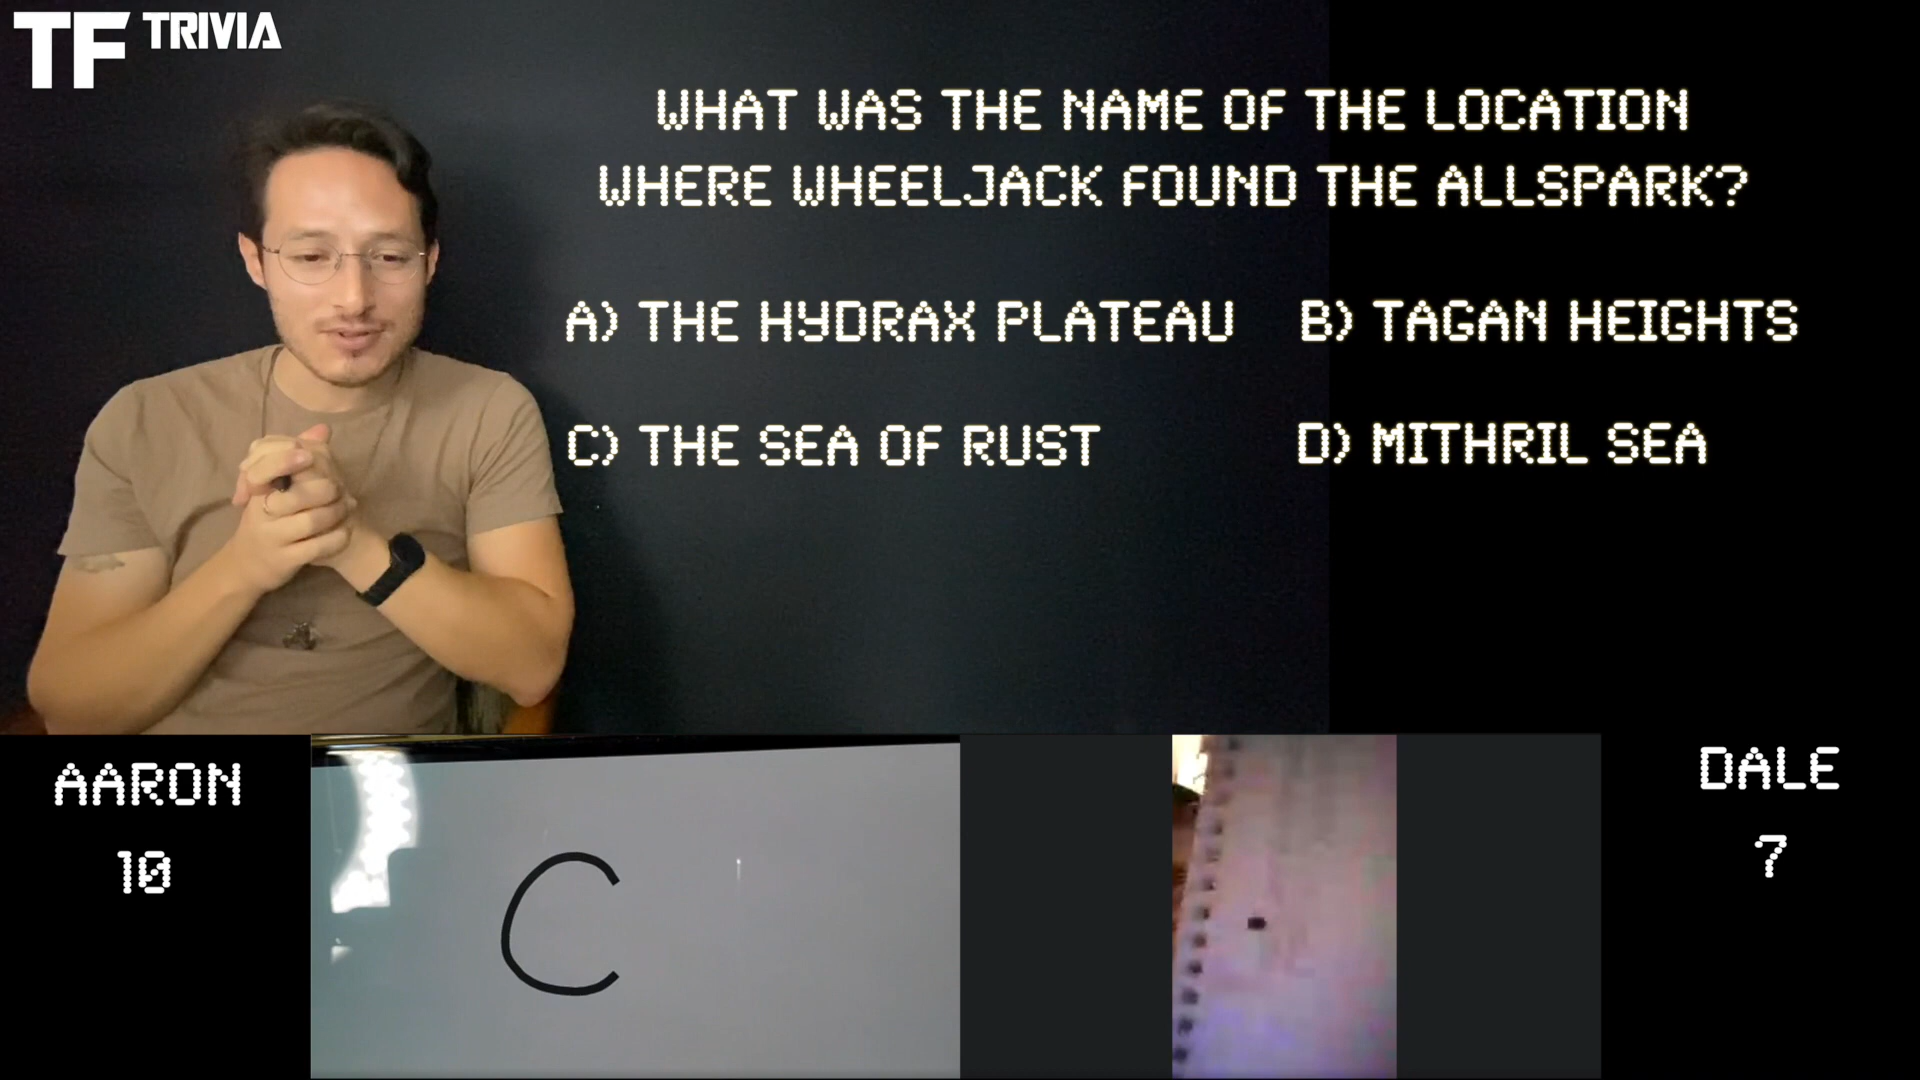 TF TRIVIA
WHAT WAS THE NAME OF THE LOCATION
WHERE WHEELJACK FOUND THE ALLSPARK?
A) THE HYDRAX PLATEAU
B) TAGAN HEIGHTS
C) THE SEA OF RUST
D) MITHRIL SEA
AARON
10
C
DALE
7